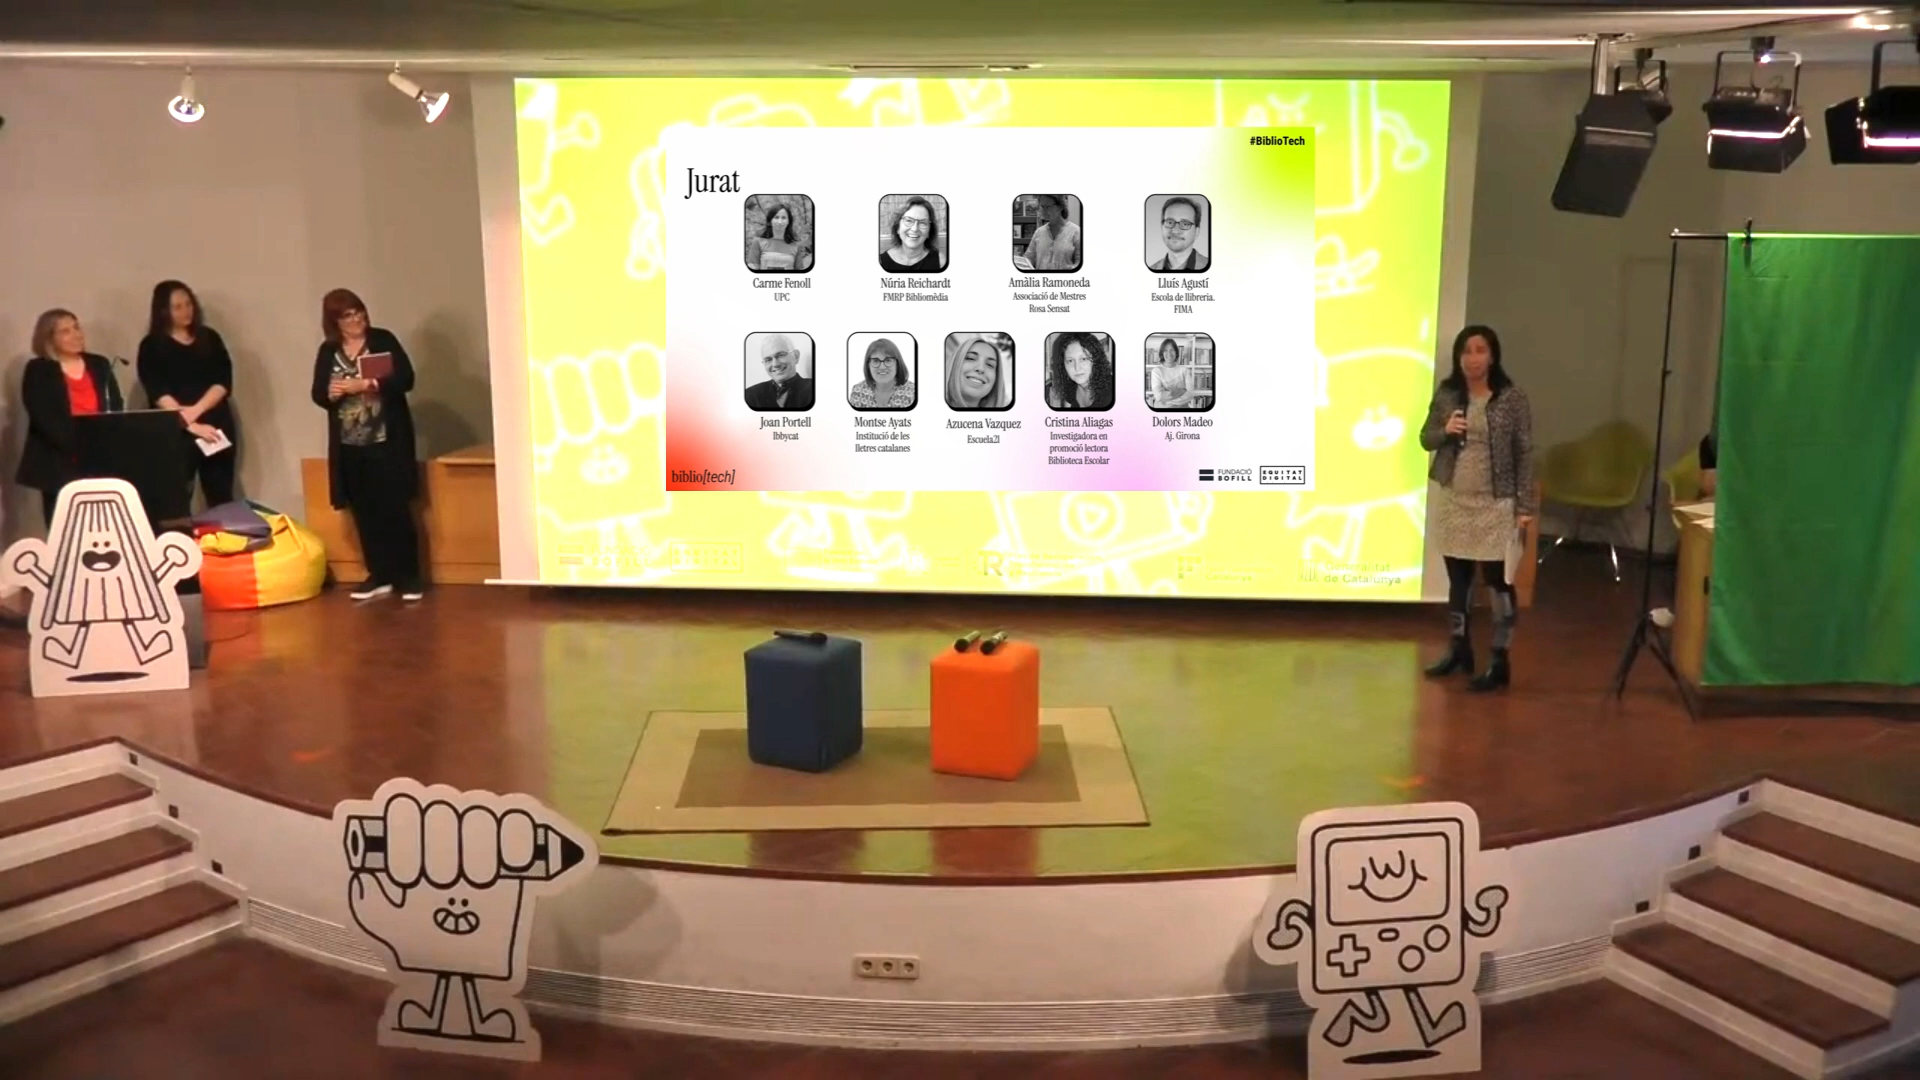 #BiblioTech
Jurat
Carme Fenoll
UPC
Núria Reichardt
FMRP Bibliomèdia
Amàlia Ramoneda
Associació de Mestres
Rosa Sensat
Lluís Agustí
Escola de llibreria.
FIMA
Joan Portell
Ibbycat
Montse Ayats
Institució de les
lletres catalanes
Azucena Vazquez
Escuela21
Cristina Aliagas
Investigadora en
promoció lectora
Biblioteca Escolar
Dolors Madeo
Aj. Girona
biblio[tech]
FUNDACIÓ
BOFILL
EQUITAT
DIGITAL
Generalitat
de Catalunya